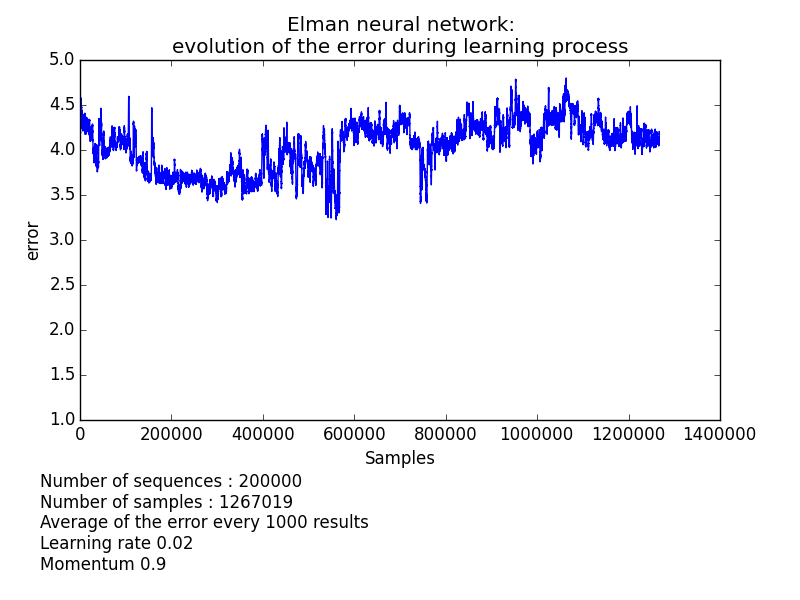 Elman neural network:
evolution of the error during learning process
5.0
4.5
4.0
3.5
3.0
2.5
2.0
1.5
1.0
error
0 200000 400000 600000 800000 1000000 1200000 1400000
Samples
Number of sequences : 200000
Number of samples : 1267019
Average of the error every 1000 results
Learning rate 0.02
Momentum 0.9